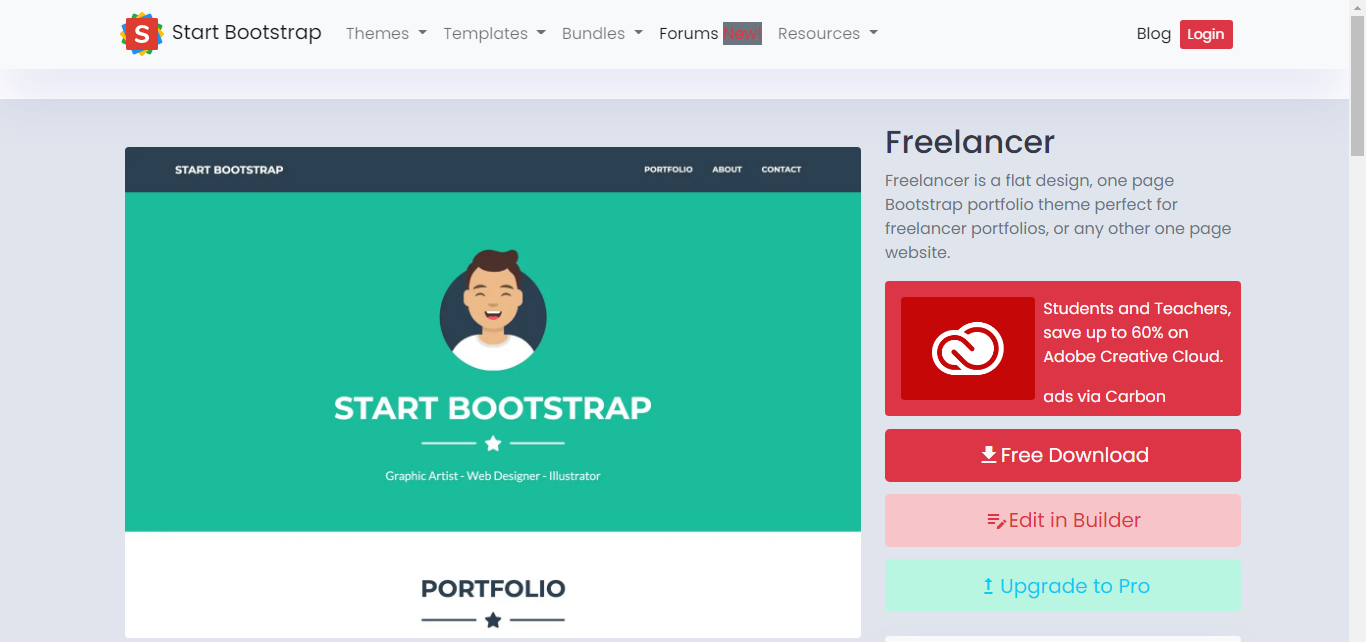 S Start Bootstrap Themes Templates Bundles Forums New! Resources Blog Login
START BOOTSTRAP PORTFOLIO ABOUT CONTACT
START BOOTSTRAP
Graphic Artist - Web Designer - Illustrator
PORTFOLIO
Freelancer
Freelancer is a flat design, one page
Bootstrap portfolio theme perfect for
freelancer portfolios, or any other one page
website.
Students and Teachers,
save up to 60% on
Adobe Creative Cloud.
ads via Carbon
Free Download
Edit in Builder
Upgrade to Pro